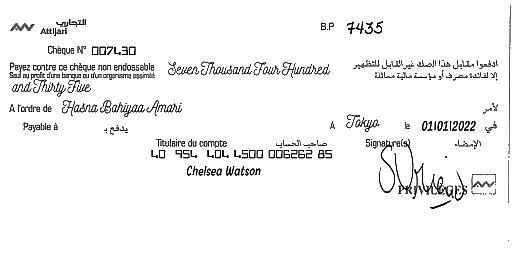 التجاري
Attijari
B.P 7435
Chèque N° 007430
Payez contre ce chèque non endossable
Seven Thousand Four Hundred
ادفعوا مقابل هذا الصك غير القابل للتظهير
Sauf au profit d'une banque ou d'un organisme assimilé
إلا لفائدة مصرف أو مؤسسة مالية مماثلة
and Thirty Five
A l'ordre de Hasna Bahiyaa Amari لأمر
Payable à يدفع بـ A Tokyo le 01/01/2022 في
Titulaire du compte صاحب الحساب Signature(s) الإمضاء
40 954 404 4500 006262 85
Chelsea Watson
PRIVILEGES